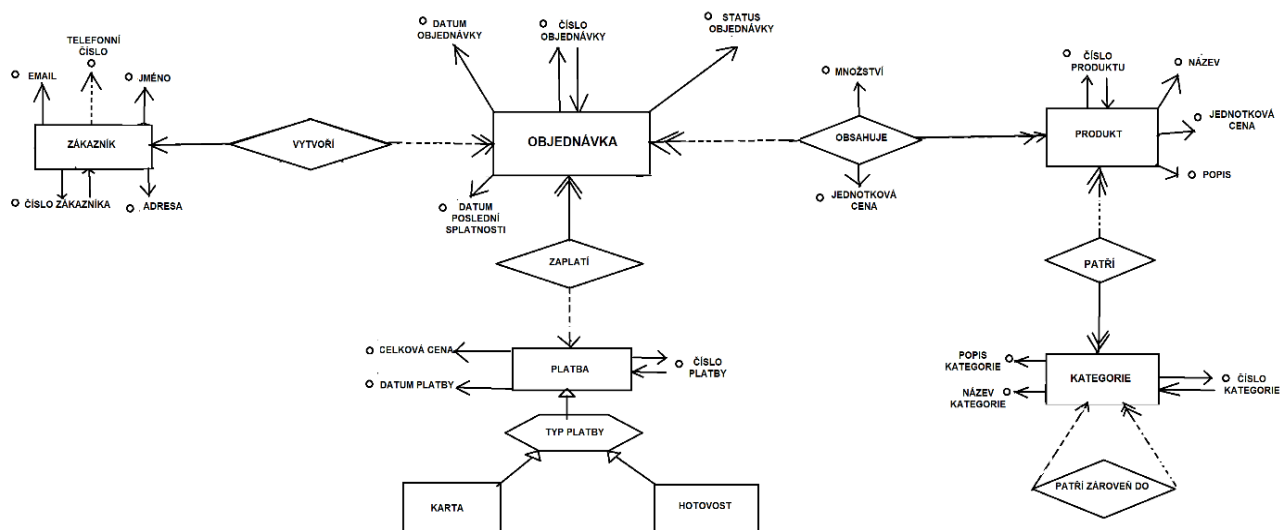 DATUM
OBJEDNÁVKY
ČÍSLO
OBJEDNÁVKY
STATUS
OBJEDNÁVKY
TELEFONNÍ
ČÍSLO
EMAIL
JMÉNO
MNOŽSTVÍ
ČÍSLO
PRODUKTU
NÁZEV
ZÁKAZNÍK
VYTVOŘÍ
OBJEDNÁVKA
OBSAHUJE
PRODUKT
JEDNOTKOVÁ
CENA
POPIS
ČÍSLO ZÁKAZNÍKA
ADRESA
DATUM
POSLEDNÍ
SPLATNOSTI
JEDNOTKOVÁ
CENA
ZAPLATÍ
PATŘÍ
CELKOVÁ CENA
PLATBA
ČÍSLO
PLATBY
DATUM PLATBY
POPIS
KATEGORIE
KATEGORIE
ČÍSLO
KATEGORIE
NÁZEV
KATEGORIE
TYP PLATBY
KARTA
HOTOVOST
PATŘÍ ZÁROVEŇ DO